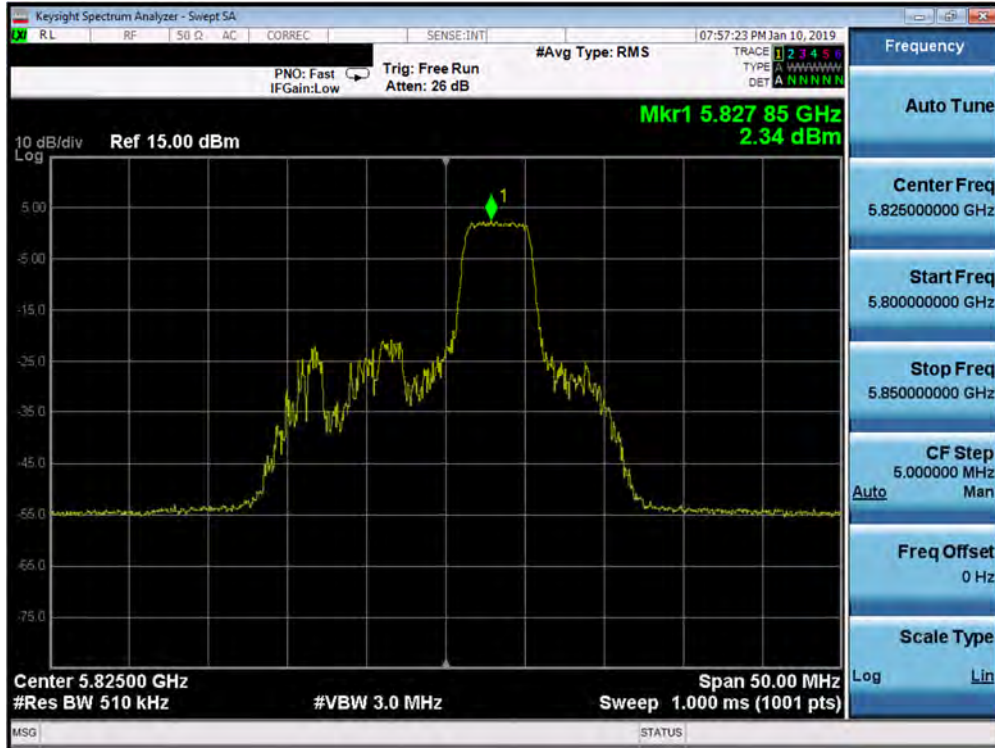 Keysight Spectrum Analyzer - Swept SA
LXI RL RF 50 Ω AC CORREC SENSE:INT 07:57:23 PM Jan 10, 2019
#Avg Type: RMS
TRACE 1 2 3 4 5 6
PNO: Fast Trig: Free Run
TYPE A WWWWW
IFGain:Low Atten: 26 dB
DET A N N N N N
Mkr1 5.827 85 GHz
2.34 dBm
10 dB/div Ref 15.00 dBm
Log
1
5.00
-5.00
-15.0
-25.0
-35.0
-45.0
-55.0
-65.0
-75.0
Center 5.82500 GHz Span 50.00 MHz
#Res BW 510 kHz #VBW 3.0 MHz Sweep 1.000 ms (1001 pts)
MSG STATUS
Frequency
Auto Tune
Center Freq
5.825000000 GHz
Start Freq
5.800000000 GHz
Stop Freq
5.850000000 GHz
CF Step
5.000000 MHz
Auto Man
Freq Offset
0 Hz
Scale Type
Log Lin